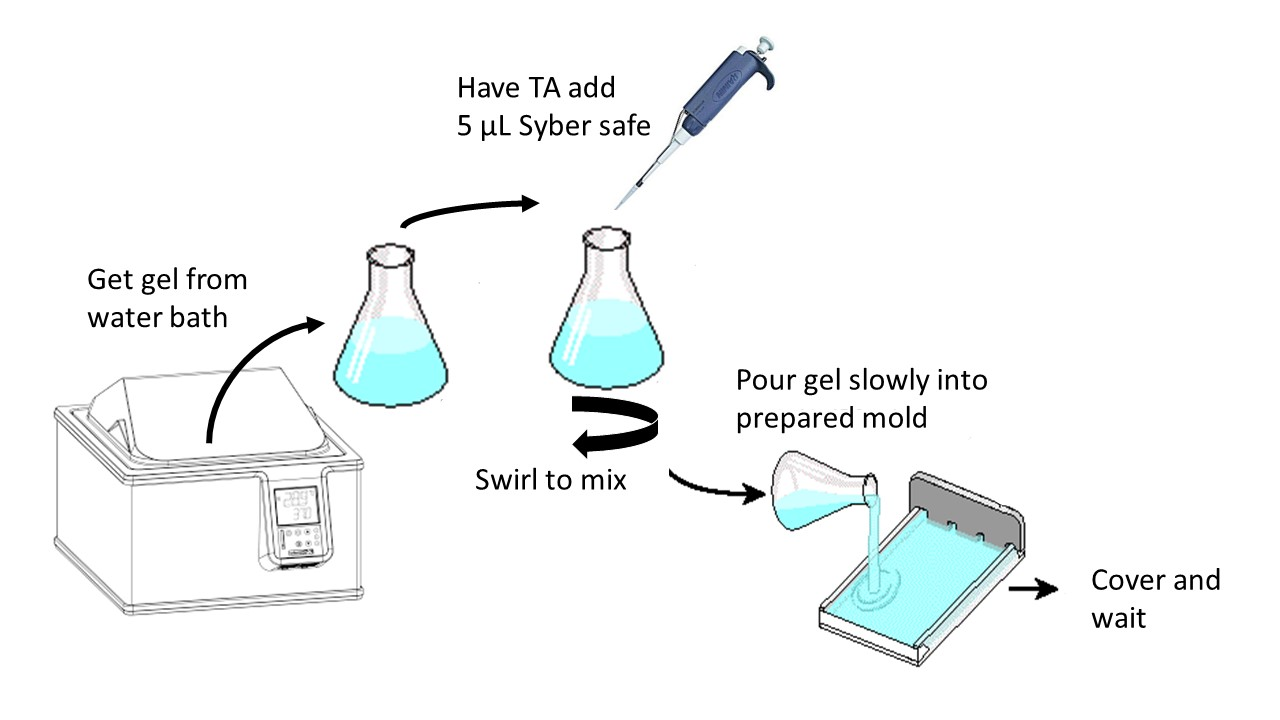 Have TA add
5 µL Syber safe
Get gel from
water bath
Pour gel slowly into
prepared mold
Swirl to mix
Cover and
wait